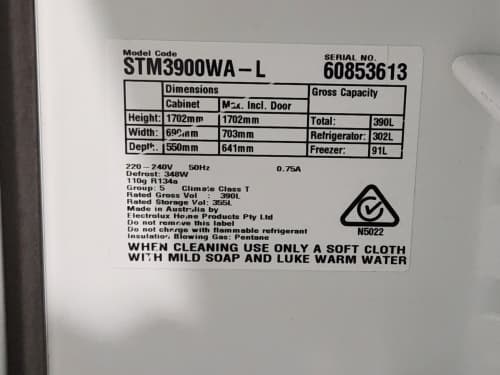 Model Code
STM3900WA-L
SERIAL NO.
60853613
Dimensions
Gross Capacity
Cabinet Max. Incl. Door
Height: 1702mm 1702mm Total: 390L
Width: 703mm Refrigerator: 302L
Depth: 550mm 641mm Freezer: 91L
220-240V 50Hz 0.75A
Defrost: 348W
110g R134a
Group: 5 Climate Class T
Rated Gross Vol : 390L
Rated Storage Vol: 355L
Made in Australia by
Electrolux Home Products Pty Ltd
Do not remove this label
Do not charge with flammable refrigerant
Insulation Blowing Gas: Pentane
N5022
WHEN CLEANING USE ONLY A SOFT CLOTH
WITH MILD SOAP AND LUKE WARM WATER